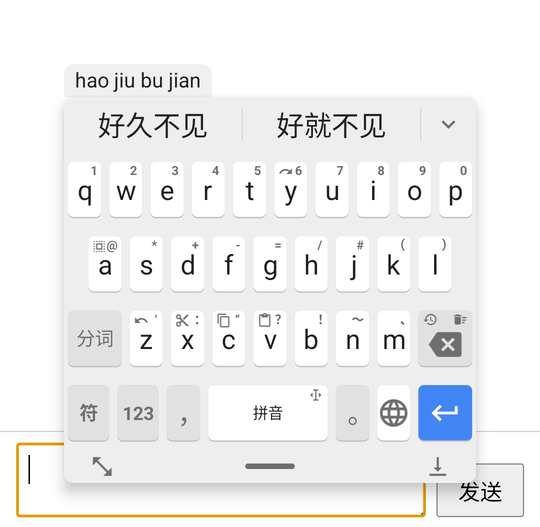 hao jiu bu jian
好久不见 好就不见
1 2 3 4 5 6 7 8 9 0
q w e r t y u i o p
@ * + - = / # ( )
a s d f g h j k l
' : “ ? ! ~ 、
分词 z x c v b n m
符 123 , 拼音 。
发送